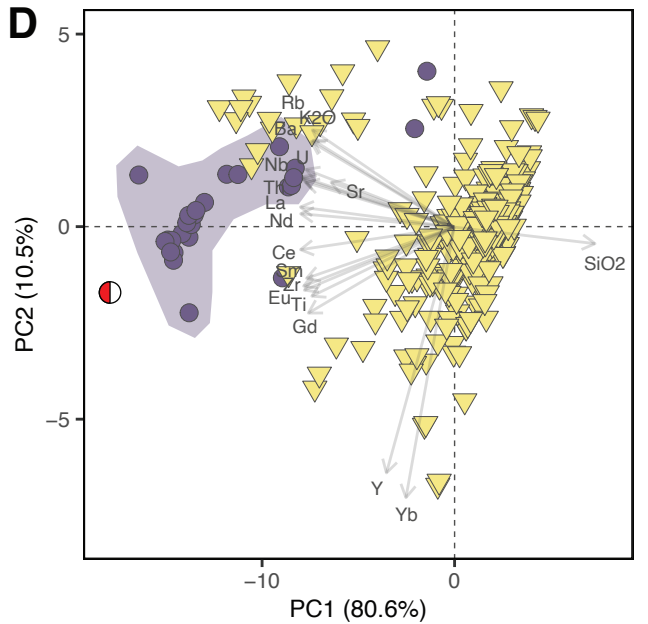 D
5
Rb
K2O
Ba
U
Nb
Th
Sr
La
Nd
0
Ce
SiO2
Sm
Zr
Eu
Ti
Gd
−5
Y
Yb
−10
0
PC1 (80.6%)
PC2 (10.5%)